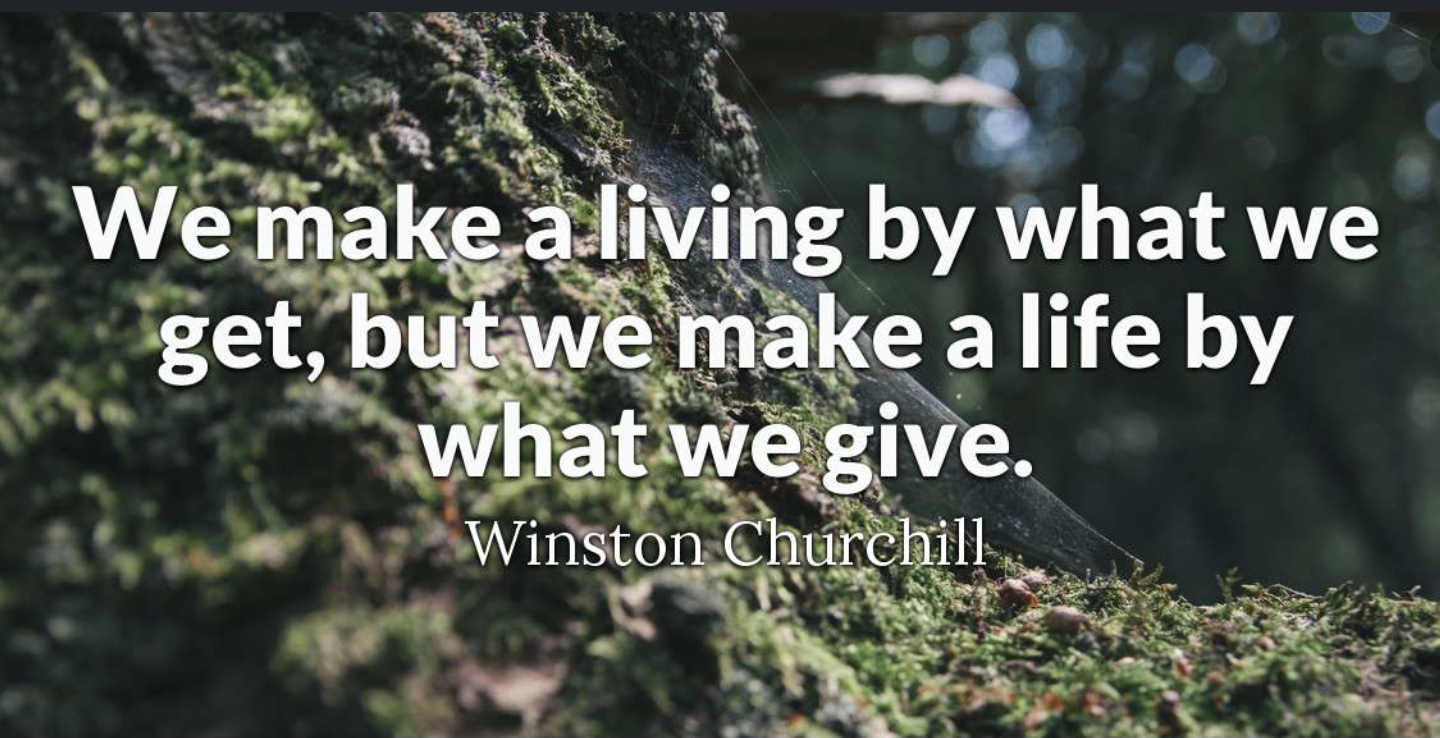 We make a living by what we
get, but we make a life by
what we give.
Winston Churchill